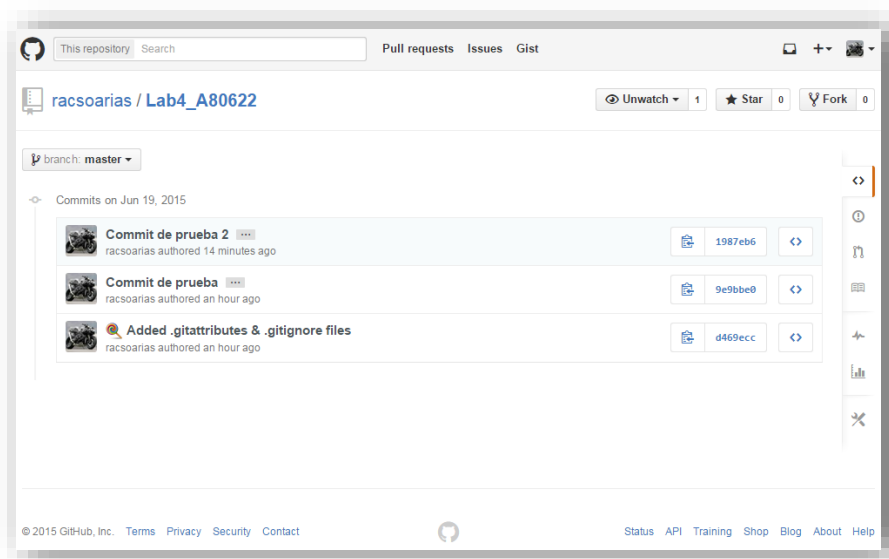 This repository Search Pull requests Issues Gist
racsoarias / Lab4_A80622 Unwatch 1 Star 0 Fork 0
branch: master
Commits on Jun 19, 2015
Commit de prueba 2 ...
racsoarias authored 14 minutes ago
1987eb6
Commit de prueba ...
racsoarias authored an hour ago
9e9bbe0
Added .gitattributes & .gitignore files
racsoarias authored an hour ago
d469ecc
© 2015 GitHub, Inc. Terms Privacy Security Contact Status API Training Shop Blog About Help